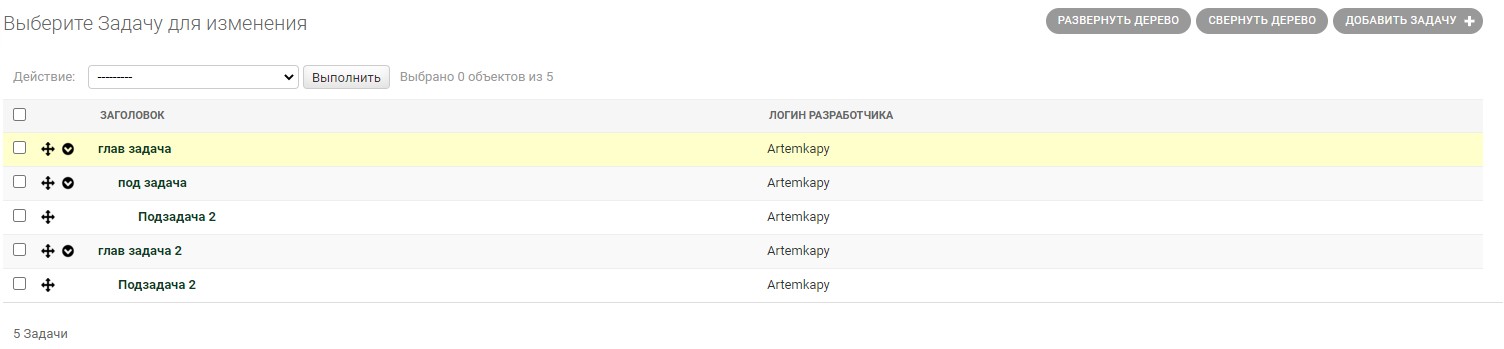 Выберите Задачу для изменения
РАЗВЕРНУТЬ ДЕРЕВО СВЕРНУТЬ ДЕРЕВО ДОБАВИТЬ ЗАДАЧУ
Действие: --------- Выполнить Выбрано 0 объектов из 5
ЗАГОЛОВОК ЛОГИН РАЗРАБОТЧИКА
глав задача Artemkapy
под задача Artemkapy
Подзадача 2 Artemkapy
глав задача 2 Artemkapy
Подзадача 2 Artemkapy
5 Задачи